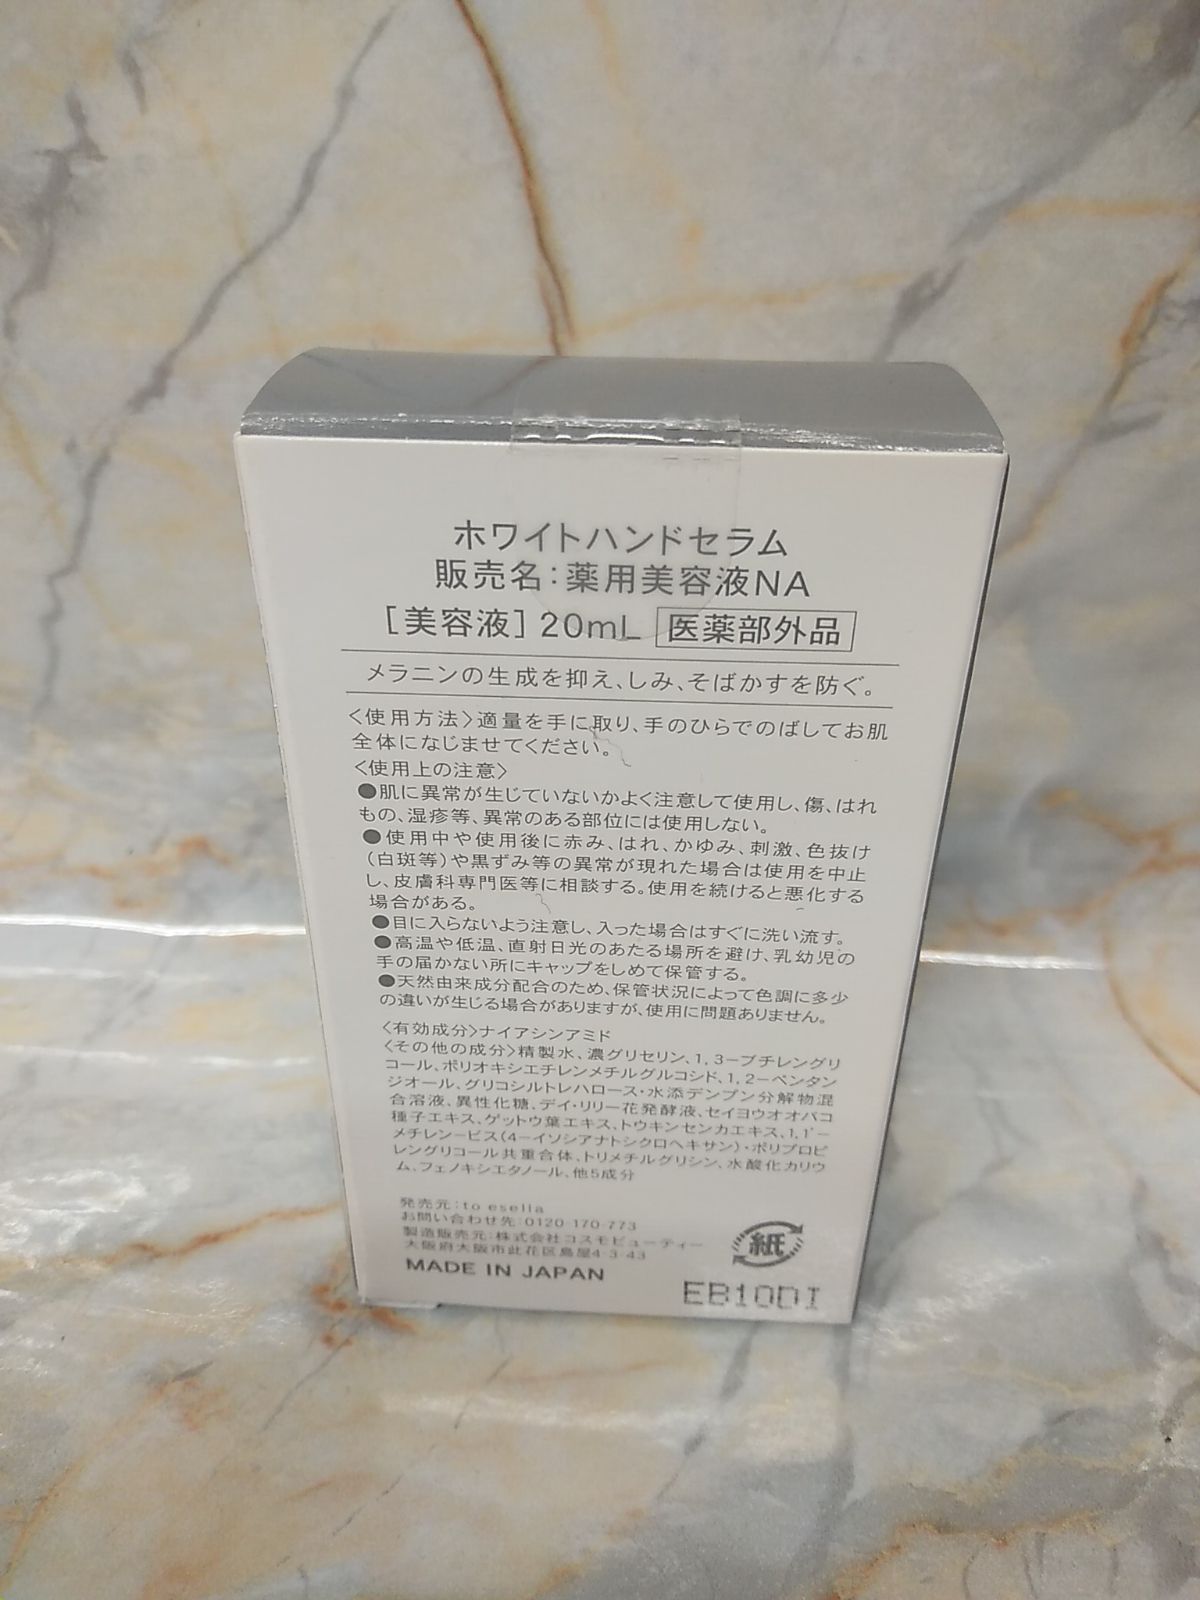 ホワイトハンドセラム
販売名:薬用美容液NA
[美容液] 20mL 医薬部外品
メラニンの生成を抑え、しみ、そばかすを防ぐ。
〈使用方法〉適量を手に取り、手のひらでのばしてお肌
全体になじませてください。
〈使用上の注意〉
●肌に異常が生じていないかよく注意して使用し、傷、はれ
もの、湿疹等、異常のある部位には使用しない。
●使用中や使用後に赤み、はれ、かゆみ、刺激、色抜け
(白斑等)や黒ずみ等の異常が現れた場合は使用を中止
し、皮膚科専門医等に相談する。使用を続けると悪化する
場合がある。
●目に入らないよう注意し、入った場合はすぐに洗い流す。
●高温や低温、直射日光のあたる場所を避け、乳幼児の
手の届かない所にキャップをしめて保管する。
●天然由来成分配合のため、保管状況によって色調に多少
の違いが生じる場合がありますが、使用に問題ありません。
〈有効成分〉ナイアシンアミド
〈その他の成分〉精製水、濃グリセリン、1,3－ブチレングリ
コール、ポリオキシエチレンメチルグルコシド、1,2－ペンタン
ジオール、グリコシルトレハロース・水添デンプン分解物混
合溶液、異性化糖、デイ・リリー花発酵液、セイヨウオオバコ
種子エキス、ゲットウ葉エキス、トウキンセンカエキス、1,1'－
メチレン－ビス(4－イソシアナトシクロヘキサン)・ポリプロピ
レングリコール共重合体、トリメチルグリシン、水酸化カリウ
ム、フェノキシエタノール、他5成分
発売元:to esella
お問い合わせ先:0120-170-773
製造販売元:株式会社コスモビューティー
大阪府大阪市此花区島屋4-3-43
MADE IN JAPAN
紙
EB10DI